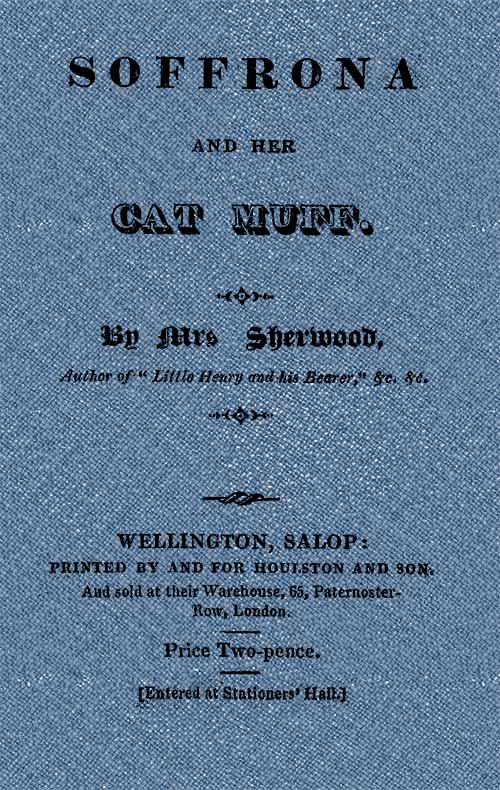 SOFFRONA
AND HER
CAT MUFF.
By Mrs Sherwood,
Author of "Little Henry and his Bearer," &c. &c.
WELLINGTON, SALOP:
PRINTED BY AND FOR HOULSTON AND SON.
And sold at their Warehouse, 65, Paternoster-
Row, London.
Price Two-pence.
[Entered at Stationers' Hall.]